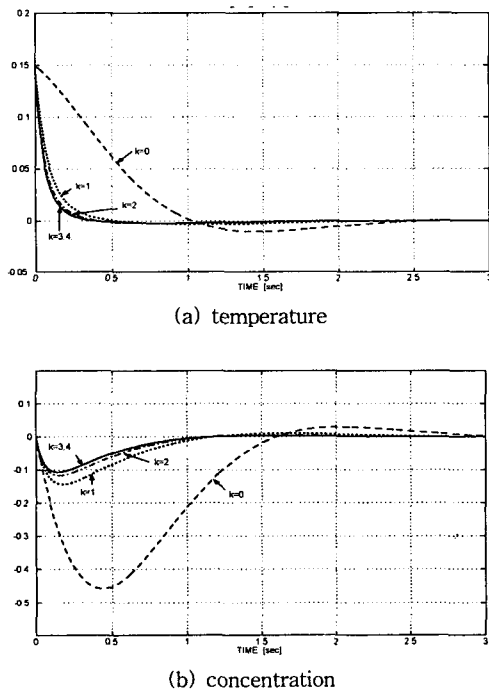 0.2
0.15
0.1
0.05
0
-0.05
k=0
k=1
k=2
k=3.4.
0 0.5 1 1.5 2 2.5 3
TIME [sec]
(a) temperature
0
-0.1
-0.2
-0.3
-0.4
-0.5
k=3.4
k=2
k=1
k=0
0 0.5 1 1.5 2 2.5 3
TIME [sec]
(b) concentration